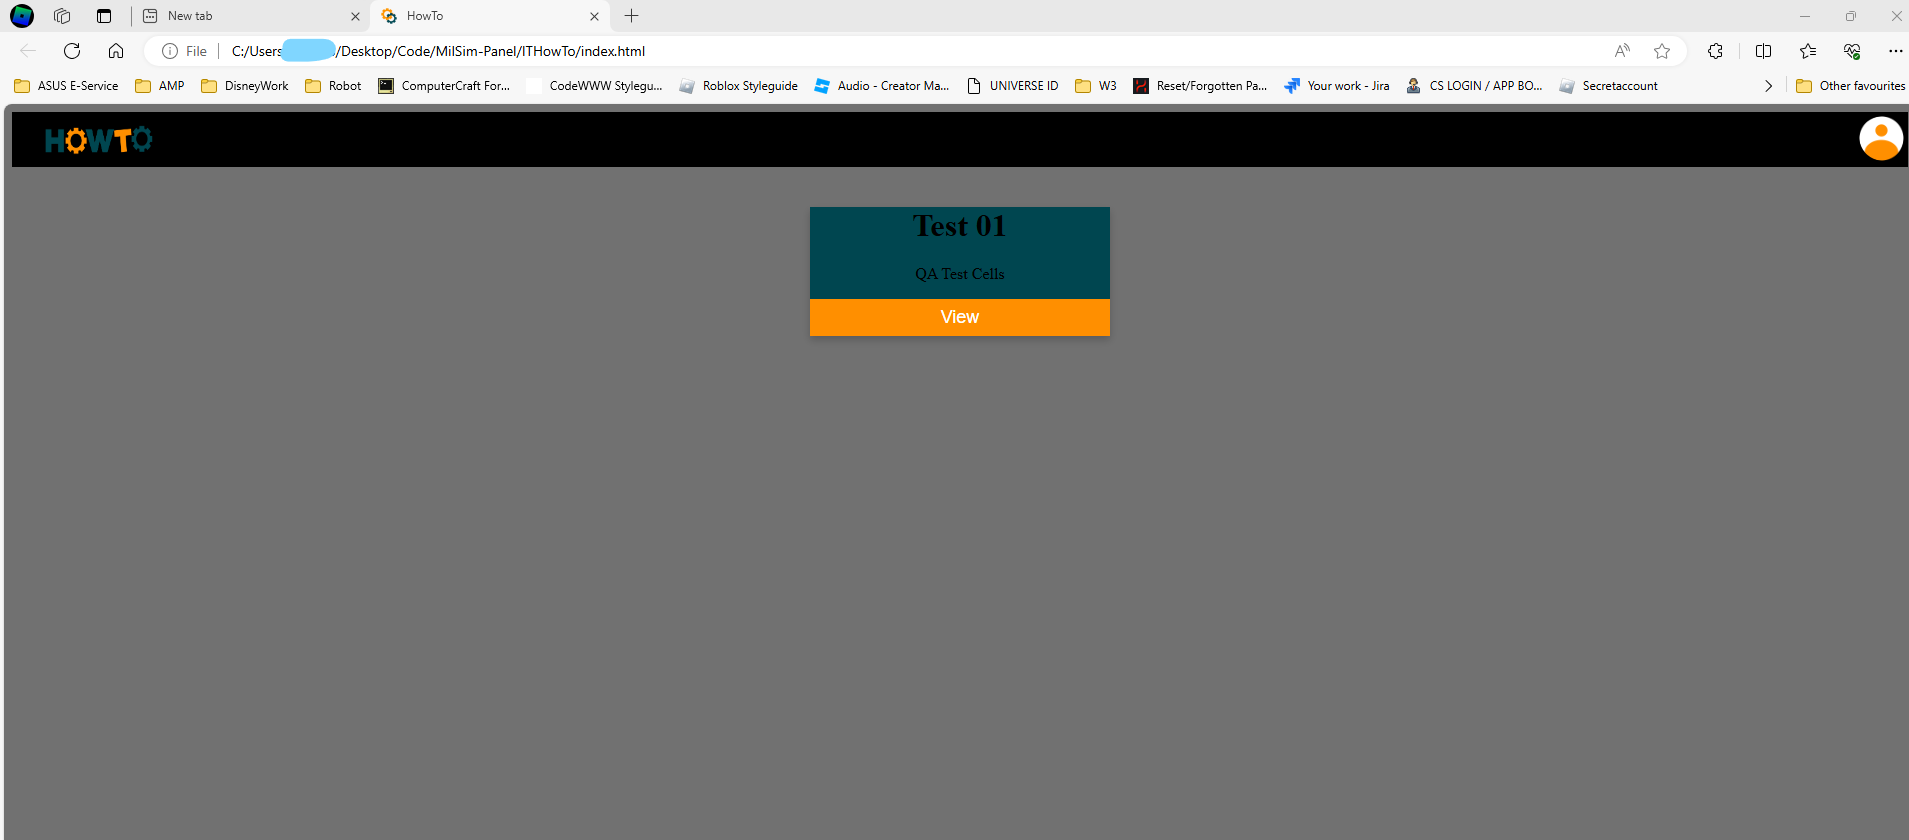 New tab
HowTo
File
C:/Users /Desktop/Code/MilSim-Panel/ITHowTo/index.html
ASUS E-Service AMP DisneyWork Robot ComputerCraft For... CodeWWW Stylegu... Roblox Styleguide Audio - Creator Ma... UNIVERSE ID W3 Reset/Forgotten Pa... Your work - Jira CS LOGIN / APP BO... Secretaccount Other favourites
HOWTO
Test 01
QA Test Cells
View